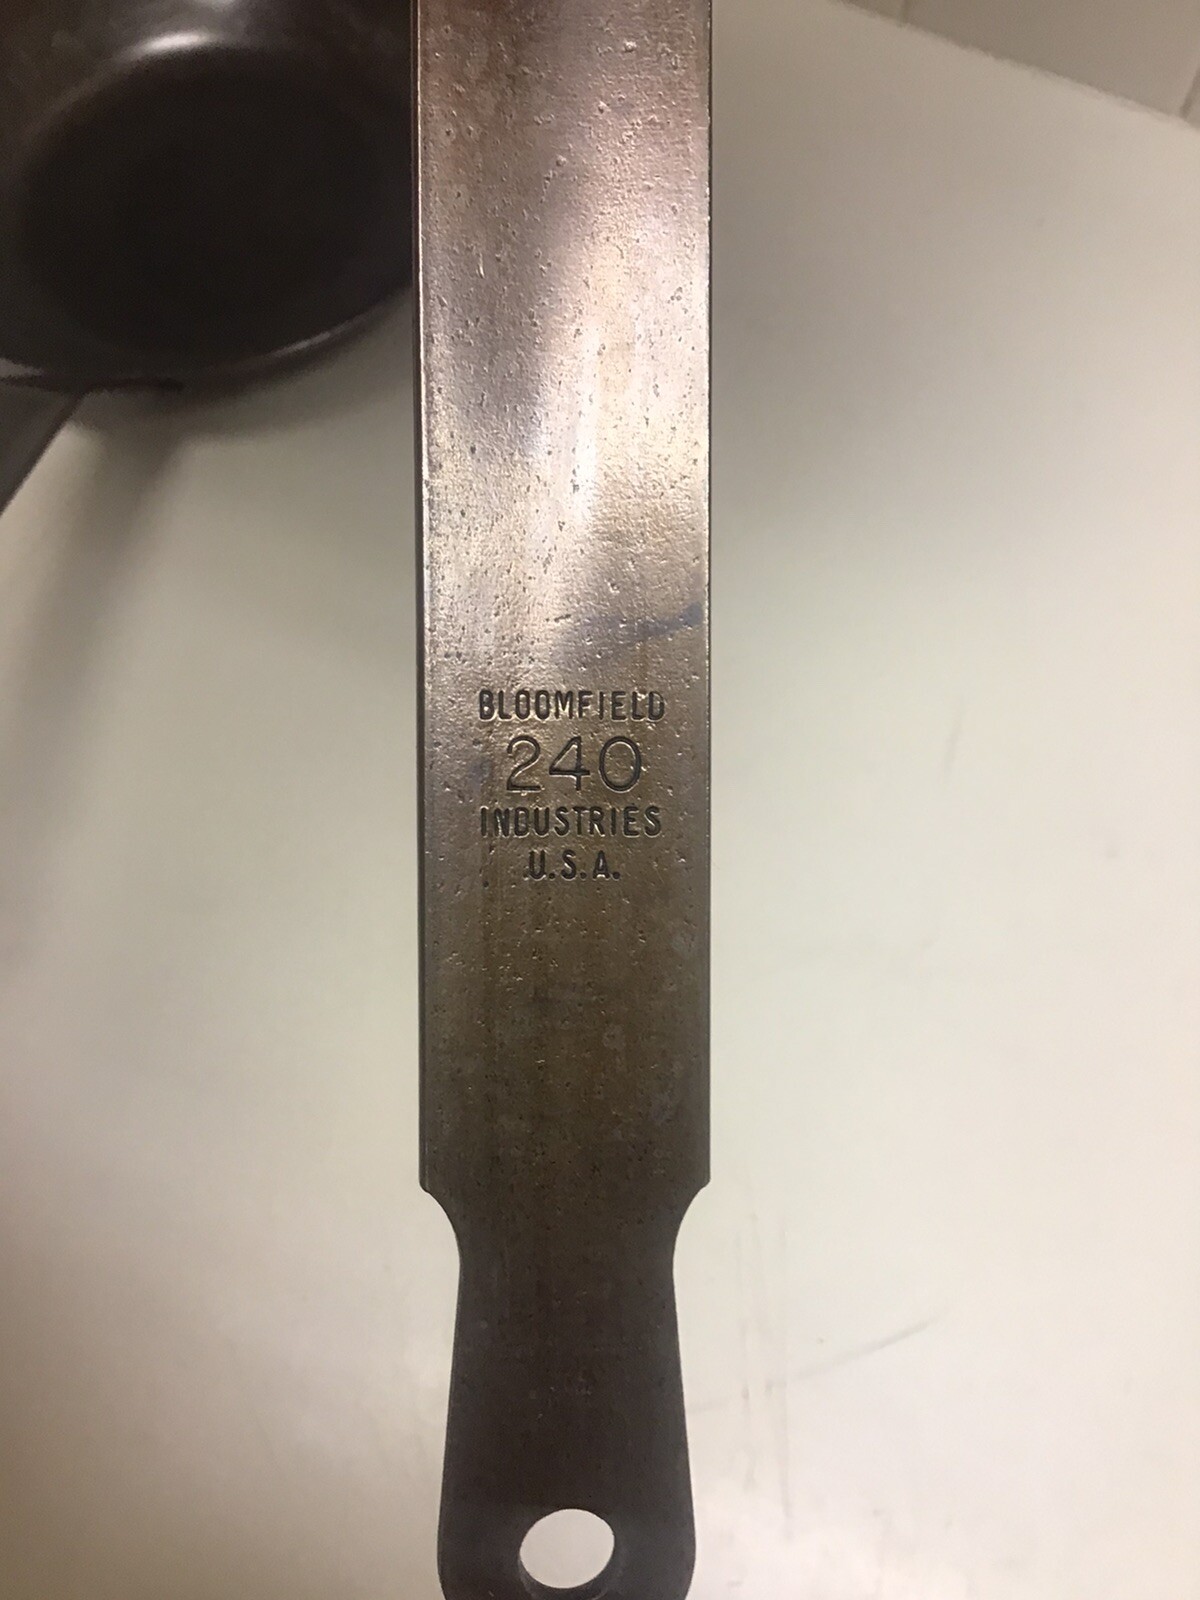 BLOOMFIELD
240
INDUSTRIES
U.S.A.